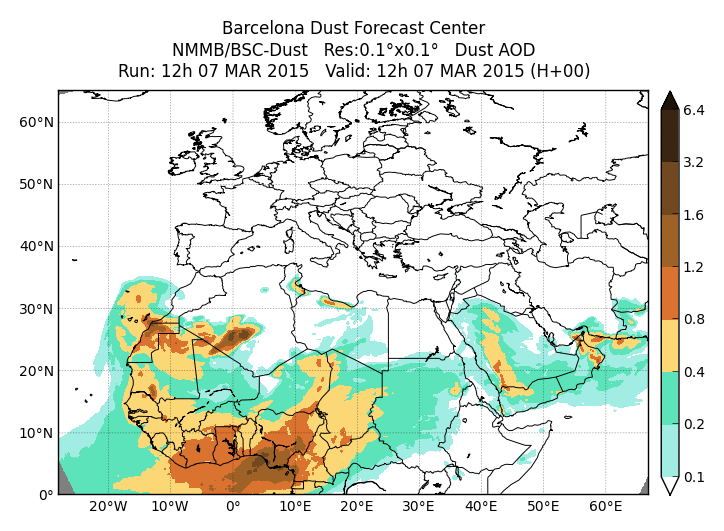 Barcelona Dust Forecast Center
NMMB/BSC-Dust Res:0.1°x0.1° Dust AOD
Run: 12h 07 MAR 2015 Valid: 12h 07 MAR 2015 (H+00)
60°N
50°N
40°N
30°N
20°N
10°N
0°
20°W
10°W
0°
10°E
20°E
30°E
40°E
50°E
60°E
6.4
3.2
1.6
1.2
0.8
0.4
0.2
0.1